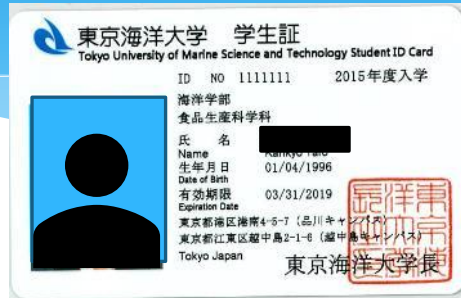 東京海洋大学 学生証
Tokyo University of Marine Science and Technology Student ID Card
ID NO 1111111 2015年度入学
海洋学部
食品生産科学科
氏 名
Name
生年月日 01/04/1996
Date of Birth
有効期限 03/31/2019
Expiration Date
東京都港区港南4-5-7 (品川キャンパス)
東京都江東区越中島2-1-6 (越中島キャンパス)
Tokyo Japan 東京海洋大学長